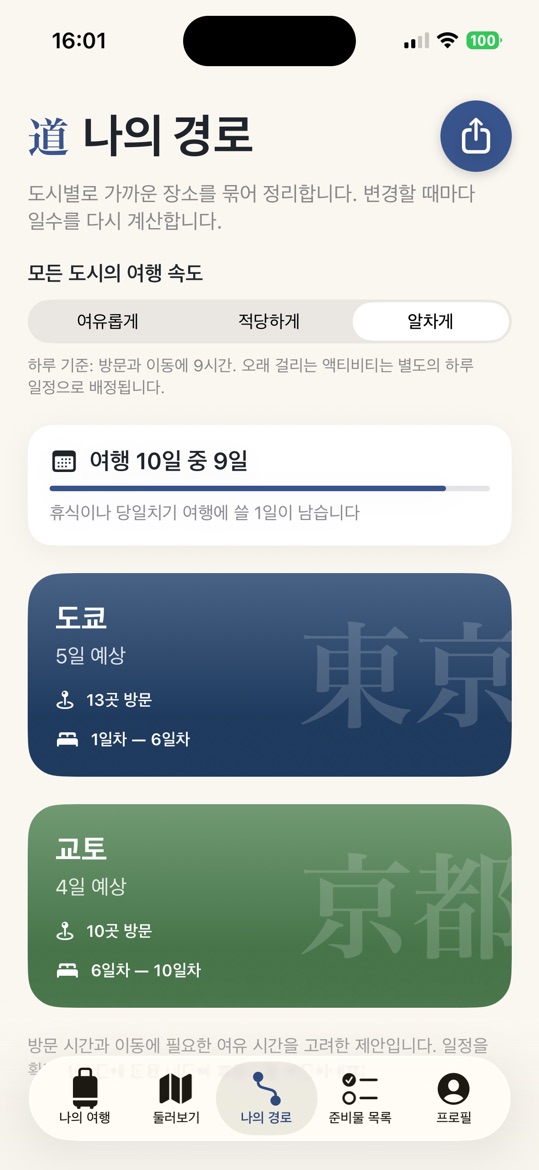 16:01
100
道 나의 경로
도시별로 가까운 장소를 묶어 정리합니다. 변경할 때마다
일수를 다시 계산합니다.
모든 도시의 여행 속도
여유롭게
적당하게
알차게
하루 기준: 방문과 이동에 9시간. 오래 걸리는 액티비티는 별도의 하루
일정으로 배정됩니다.
여행 10일 중 9일
휴식이나 당일치기 여행에 쓸 1일이 남습니다
도쿄
5일 예상
13곳 방문
1일차 — 6일차
東京
교토
4일 예상
10곳 방문
6일차 — 10일차
京都
방문 시간과 이동에 필요한 여유 시간을 고려한 제안입니다. 일정을
나의 여행
둘러보기
나의 경로
준비물 목록
프로필